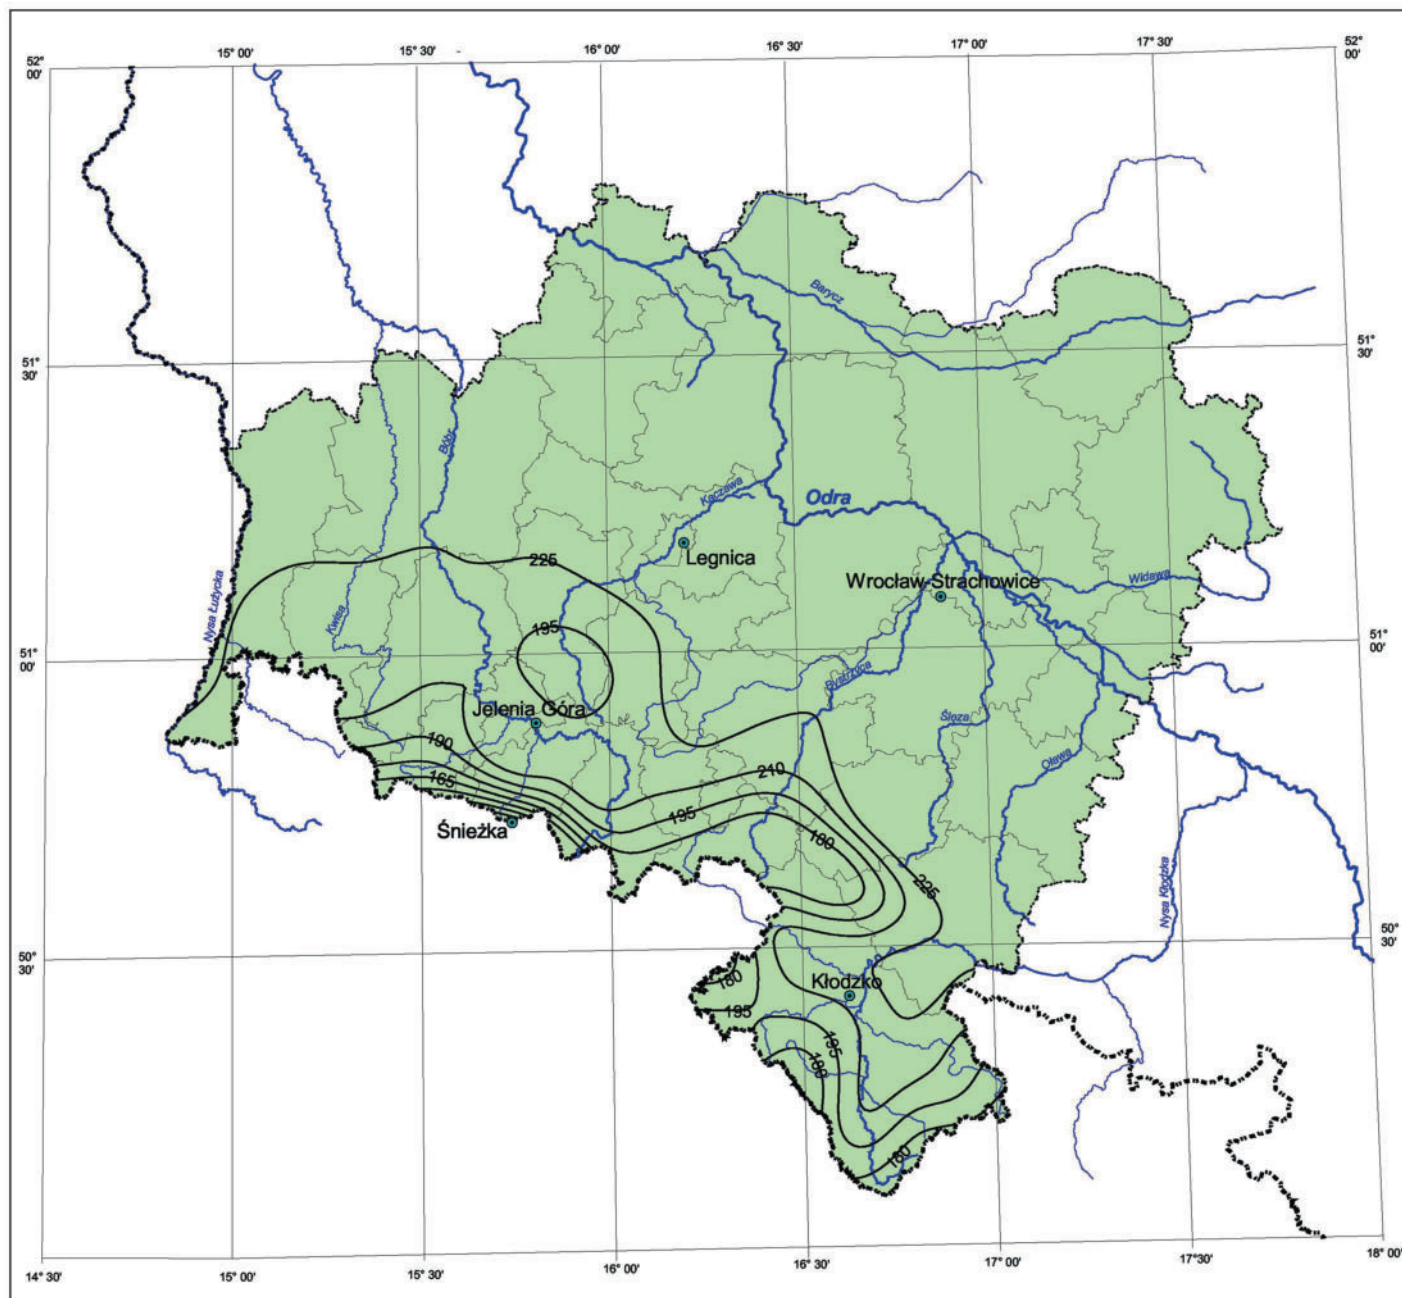 15° 00'
15° 30'
16° 00'
16° 30'
17° 00'
17° 30'
52°
00'
52°
00'
Barycz
51°
30'
51°
30'
Bóbr
Kaczawa
Odra
Legnica
225
Wrocław-Strachowice
Widawa
Nysa Łużycka
Kwisa
195
51°
00'
51°
00'
Bystrzyca
Jelenia Góra
Ślęza
190
Oława
210
165
195
Śnieżka
180
225
Nysa Kłodzka
50°
30'
50°
30'
180
Kłodzko
195
195
180
180
14° 30'
15° 00'
15° 30'
16° 00'
16° 30'
17° 00'
17°30'
18° 00'